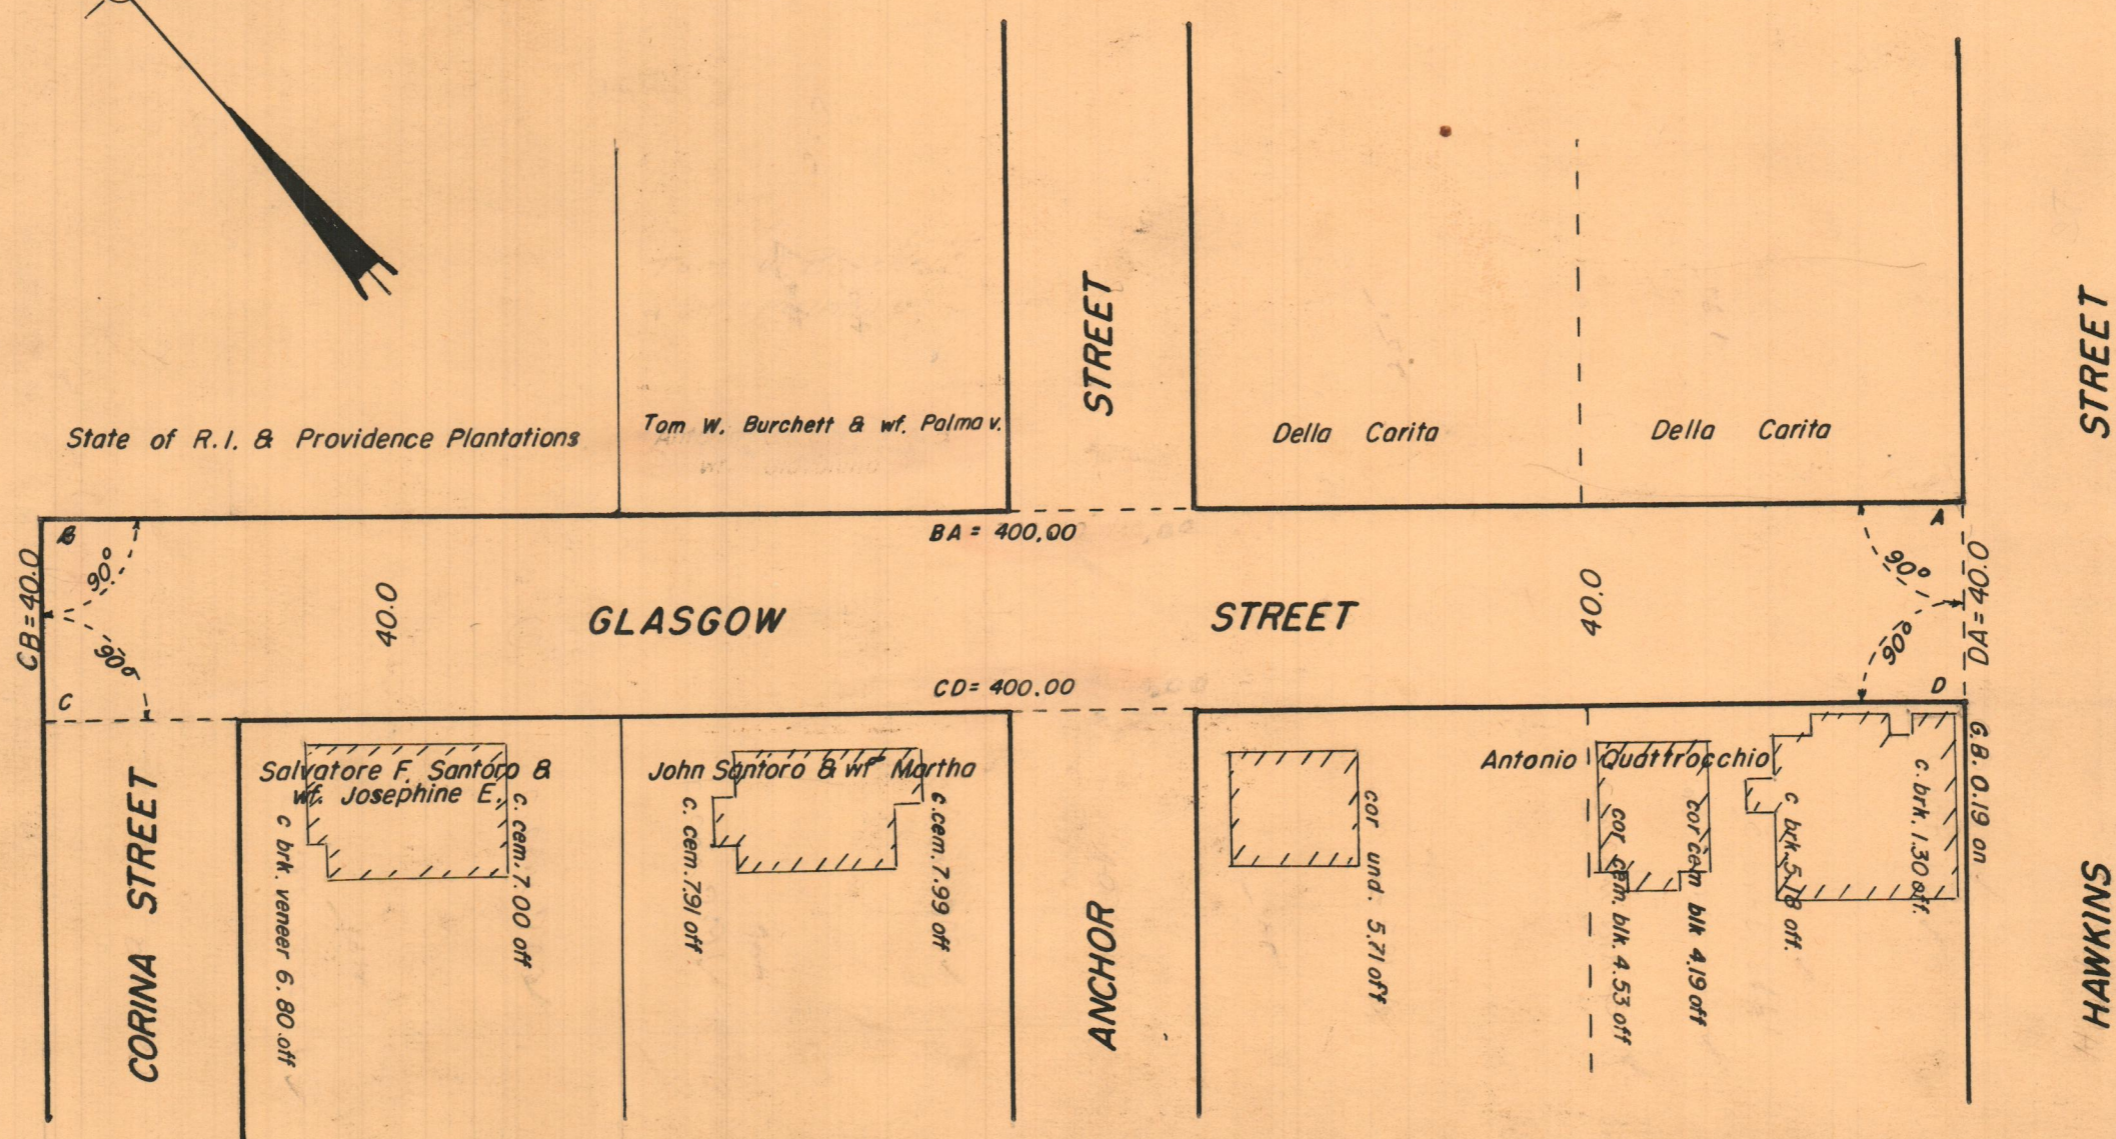 State of R.I. & Providence Plantations
Tom W. Burchett & wf. Palma v.
STREET
Della Carita
Della Carita
STREET
BA = 400.00
B
A
90°
90°
CB = 40.0
40.0
GLASGOW STREET
40.0
DA = 40.0
90°
90°
CD = 400.00
C
D
Salvatore F. Santoro &
wf. Josephine E.
c brk. veneer 6.80 off
c. cem. 7.00 off
John Santoro & wf Martha
c. cem. 7.91 off
c. cem. 7.99 off
Antonio Quattrocchio
cor und. 5.71 off
cor cem. blk. 4.53 off
cor cem blk 4.19 off
c brk. 5.18 off.
c. brk. 1.30 off.
G.B. 0.19 on.
CORINA STREET
ANCHOR
HAWKINS